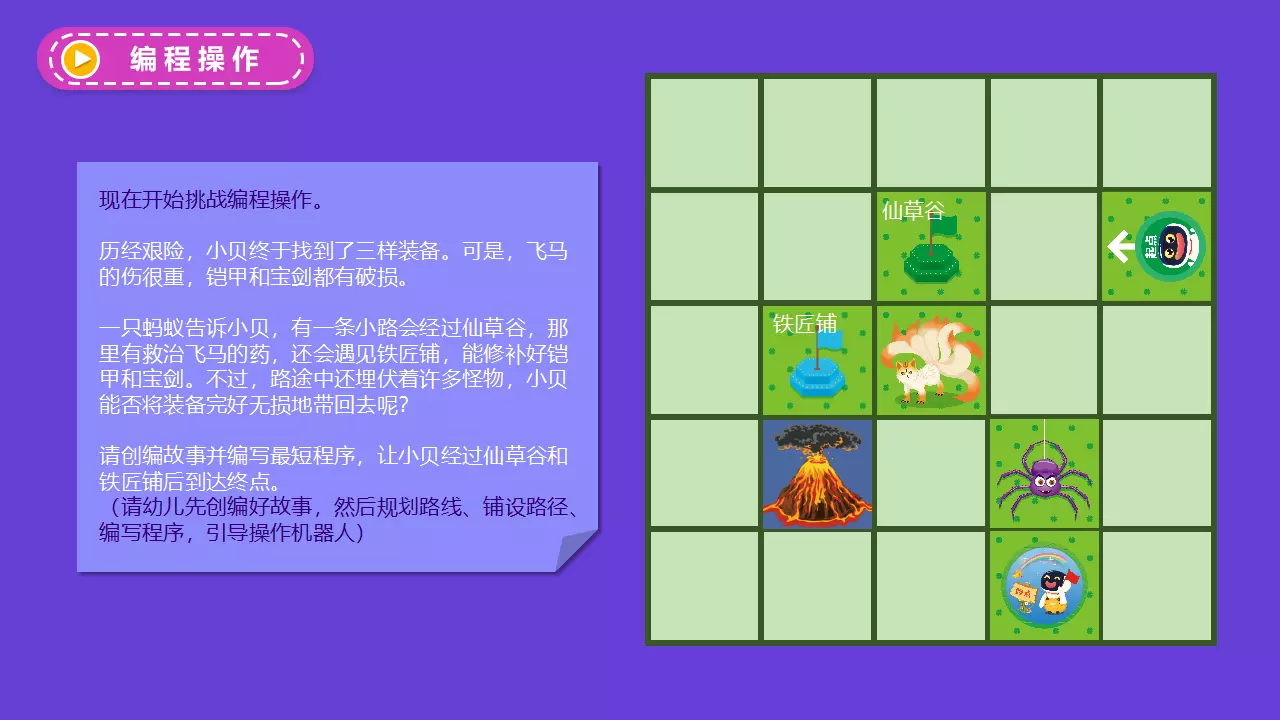 编程操作
现在开始挑战编程操作。
历经艰险，小贝终于找到了三样装备。可是，飞马
的伤很重，铠甲和宝剑都有破损。
一只蚂蚁告诉小贝，有一条小路会经过仙草谷，那
里有救治飞马的药，还会遇见铁匠铺，能修补好铠
甲和宝剑。不过，路途中还埋伏着许多怪物，小贝
能否将装备完好无损地带回去呢？
请创编故事并编写最短程序，让小贝经过仙草谷和
铁匠铺后到达终点。
（请幼儿先创编好故事，然后规划路线、铺设路径、
编写程序，引导操作机器人）
仙草谷
起点
铁匠铺
终点